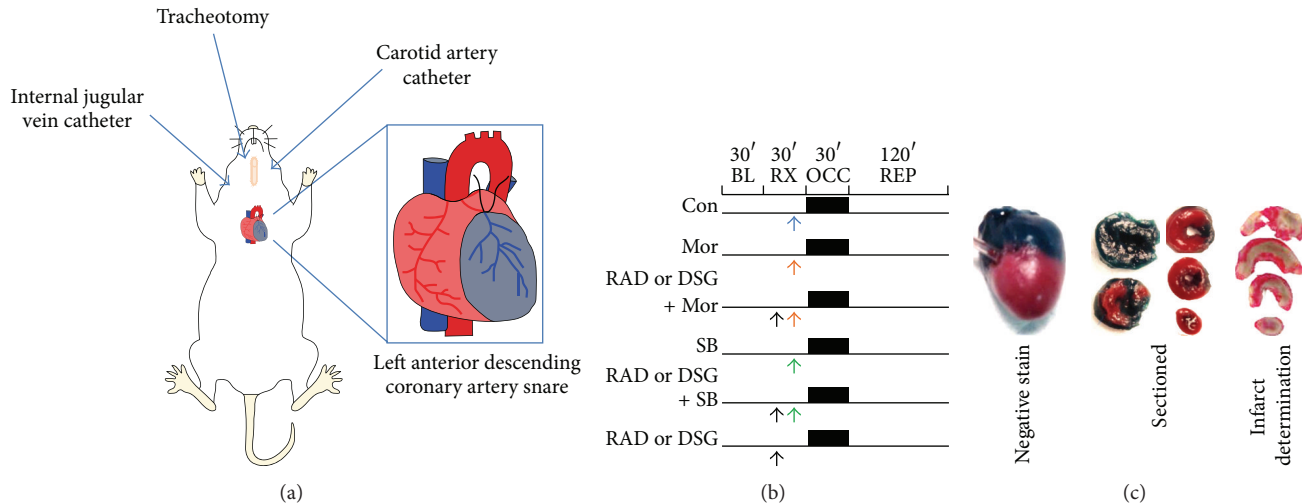 Tracheotomy
Carotid artery
catheter
Internal jugular
vein catheter
Left anterior descending
coronary artery snare
(a)
30′ 30′ 30′ 120′
BL RX OCC REP
Con
Mor
RAD or DSG
+ Mor
SB
RAD or DSG
+ SB
RAD or DSG
(b)
Negative stain
Sectioned
Infarct
determination
(c)